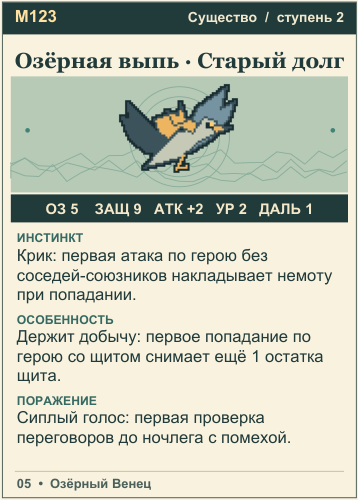 M123
Существо / ступень 2
Озёрная выпь · Старый долг
ОЗ 5 ЗАЩ 9 АТК +2 УР 2 ДАЛЬ 1
ИНСТИНКТ
Крик: первая атака по герою без
соседей-союзников накладывает немоту
при попадании.
ОСОБЕННОСТЬ
Держит добычу: первое попадание по
герою со щитом снимает ещё 1 остатка
щита.
ПОРАЖЕНИЕ
Сиплый голос: первая проверка
переговоров до ночлега с помехой.
05 • Озёрный Венец